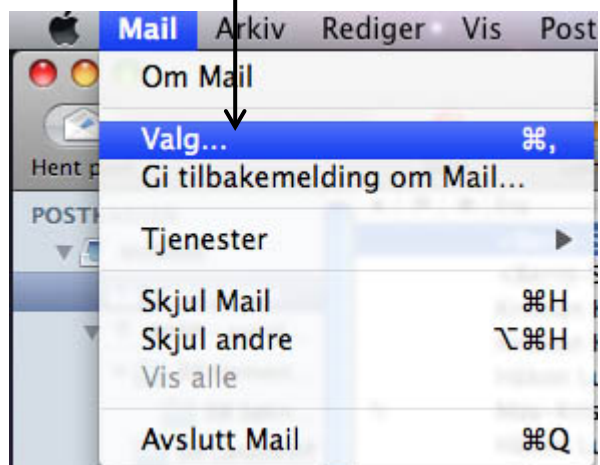 Mail Arkiv Rediger Vis Post
Om Mail
Valg... ⌘,
Hent p
Gi tilbakemelding om Mail...
POST
Tjenester ▶
Skjul Mail ⌘H
Skjul andre ⌥⌘H
Vis alle
Avslutt Mail ⌘Q